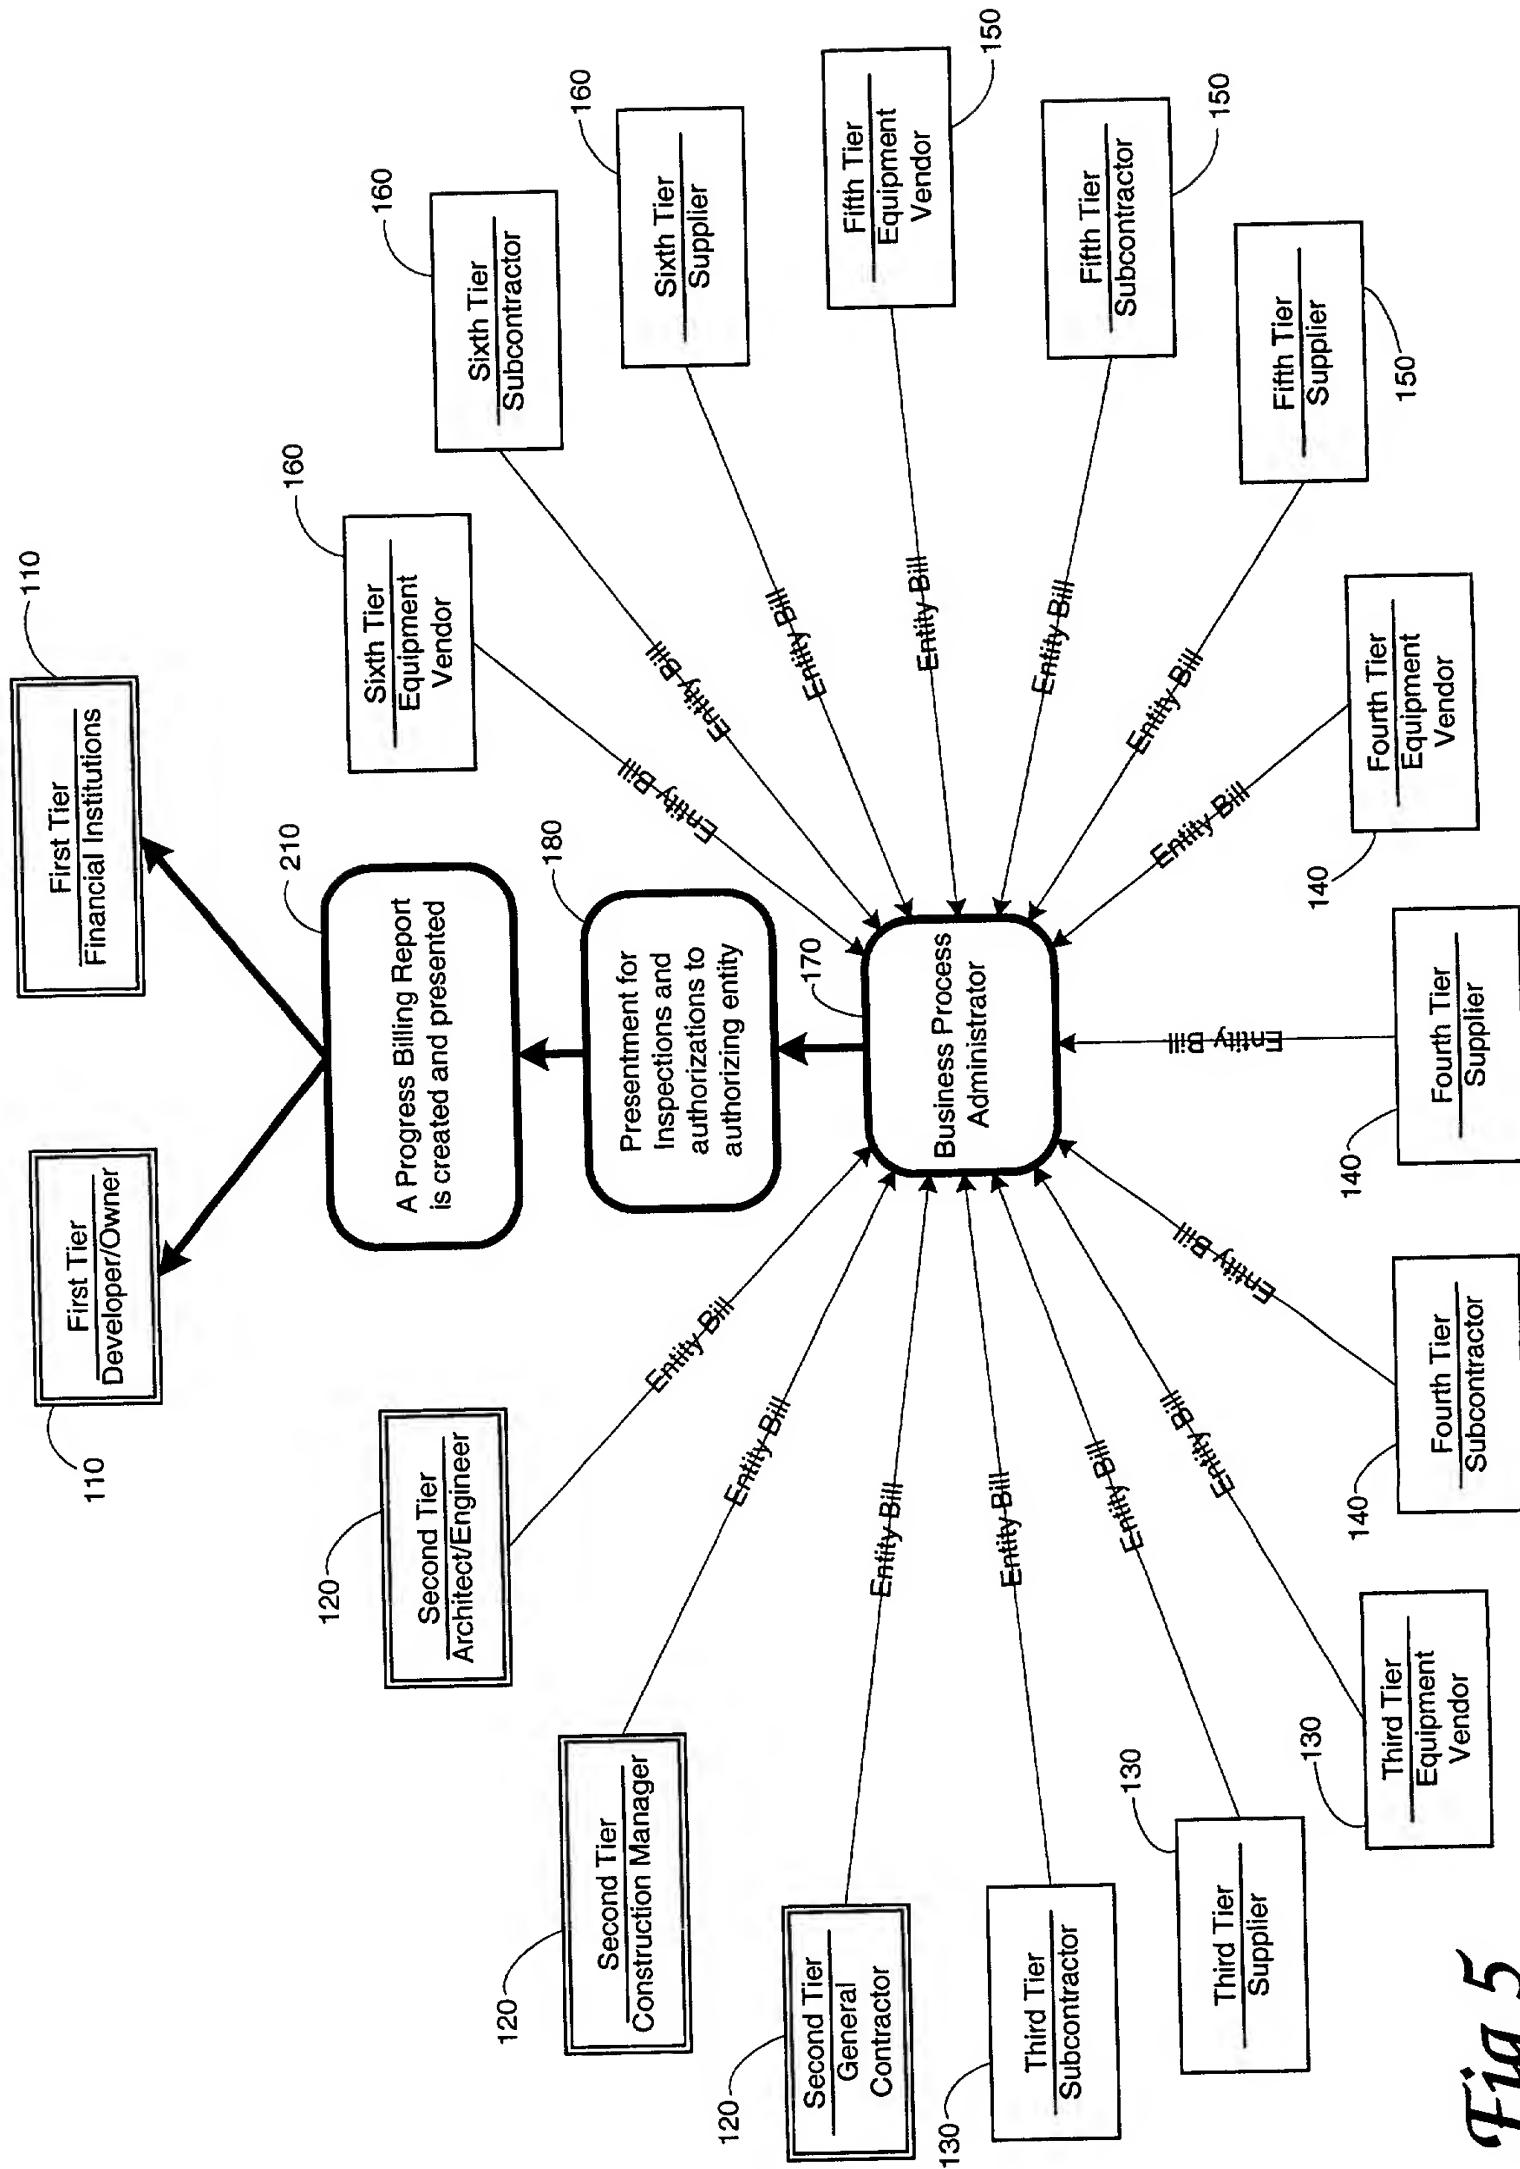 110
First Tier
Developer/Owner
First Tier
Financial Institutions
110
210
A Progress Billing Report
is created and presented
180
Presentment for
Inspections and
authorizations to
authorizing entity
170
Business Process
Administrator
120
Second Tier
Architect/Engineer
Entity Bill
120
Second Tier
Construction Manager
Entity Bill
120
Second Tier
General
Contractor
Entity Bill
130
Third Tier
Subcontractor
Entity Bill
130
Third Tier
Supplier
Entity Bill
130
Third Tier
Equipment
Vendor
Entity Bill
140
Fourth Tier
Subcontractor
Entity Bill
140
Fourth Tier
Supplier
Entity Bill
140
Fourth Tier
Equipment
Vendor
Entity Bill
150
Fifth Tier
Supplier
Entity Bill
150
Fifth Tier
Subcontractor
Entity Bill
150
Fifth Tier
Equipment
Vendor
Entity Bill
160
Sixth Tier
Supplier
Entity Bill
160
Sixth Tier
Subcontractor
Entity Bill
160
Sixth Tier
Equipment
Vendor
Entity Bill
Fig 5